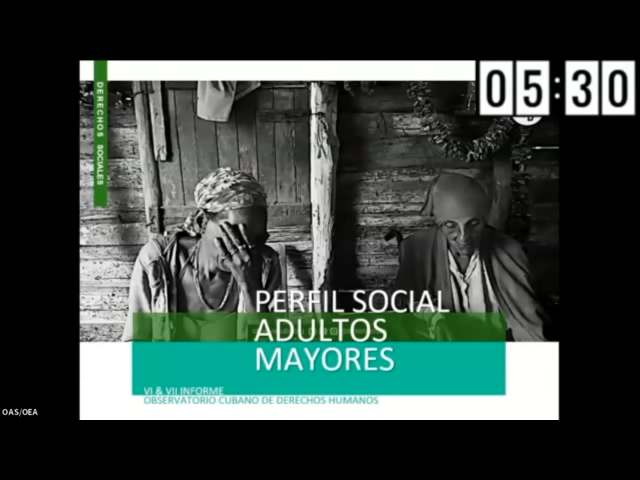 05:30
DERECHOS SOCIALES
PERFIL SOCIAL
ADULTOS
MAYORES
VI & VII INFORME
OBSERVATORIO CUBANO DE DERECHOS HUMANOS
OAS/OEA